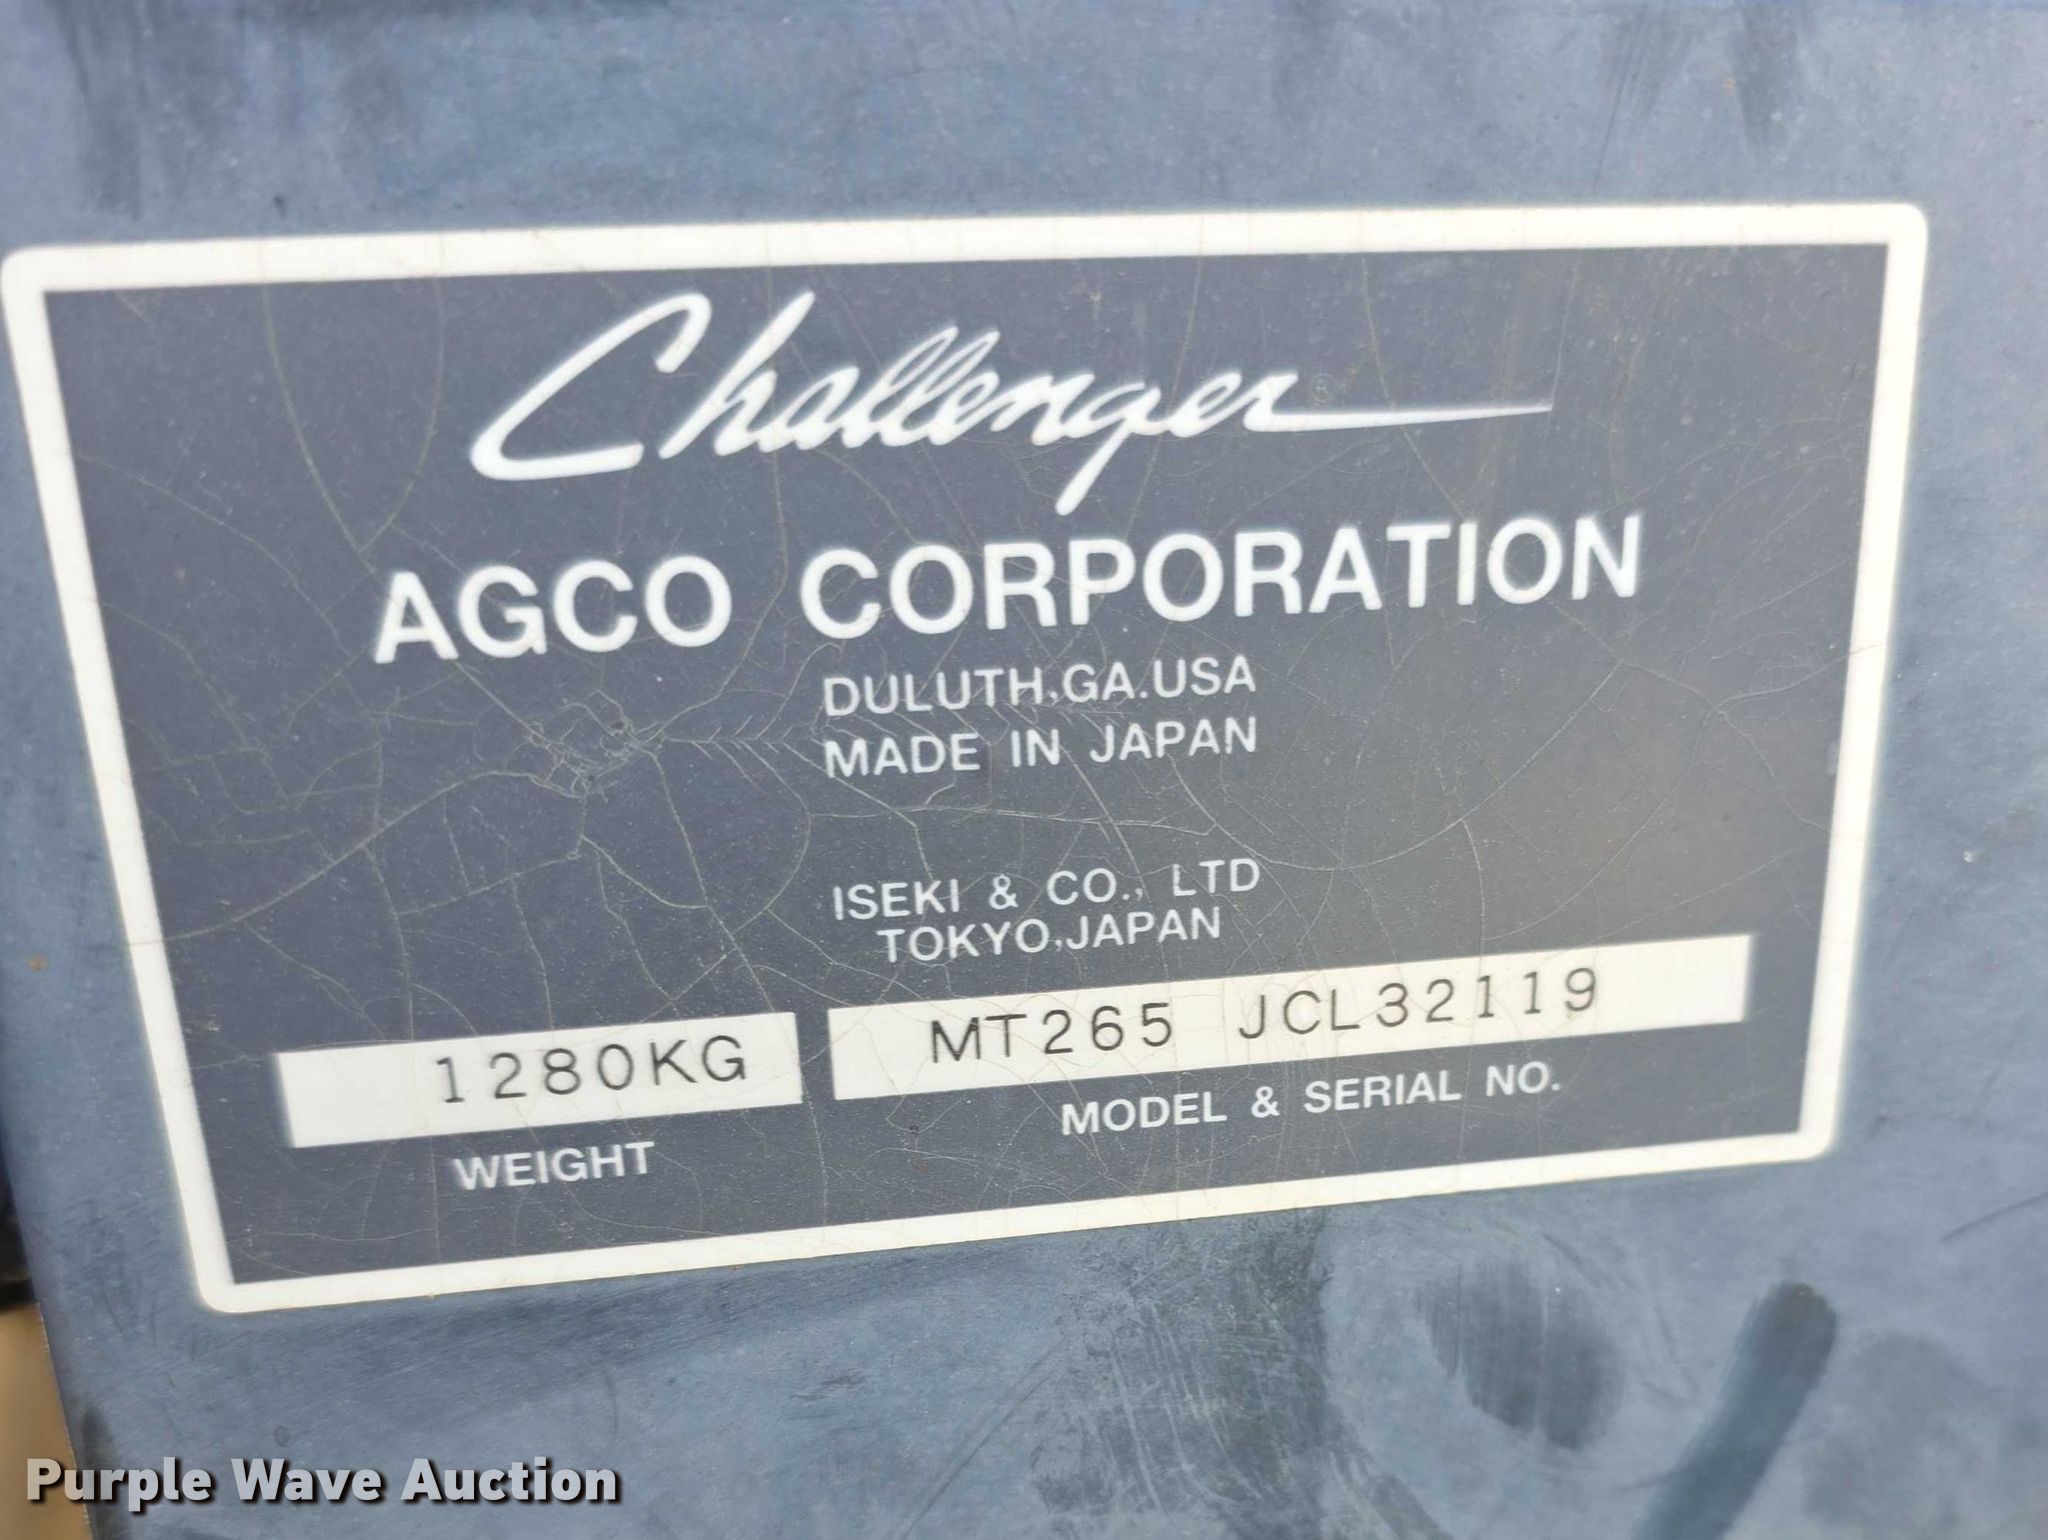 Challenger®
AGCO CORPORATION
DULUTH,GA.USA
MADE IN JAPAN
ISEKI & CO., LTD
TOKYO,JAPAN
1280KG
MT265 JCL32119
WEIGHT
MODEL & SERIAL NO.
Purple Wave Auction